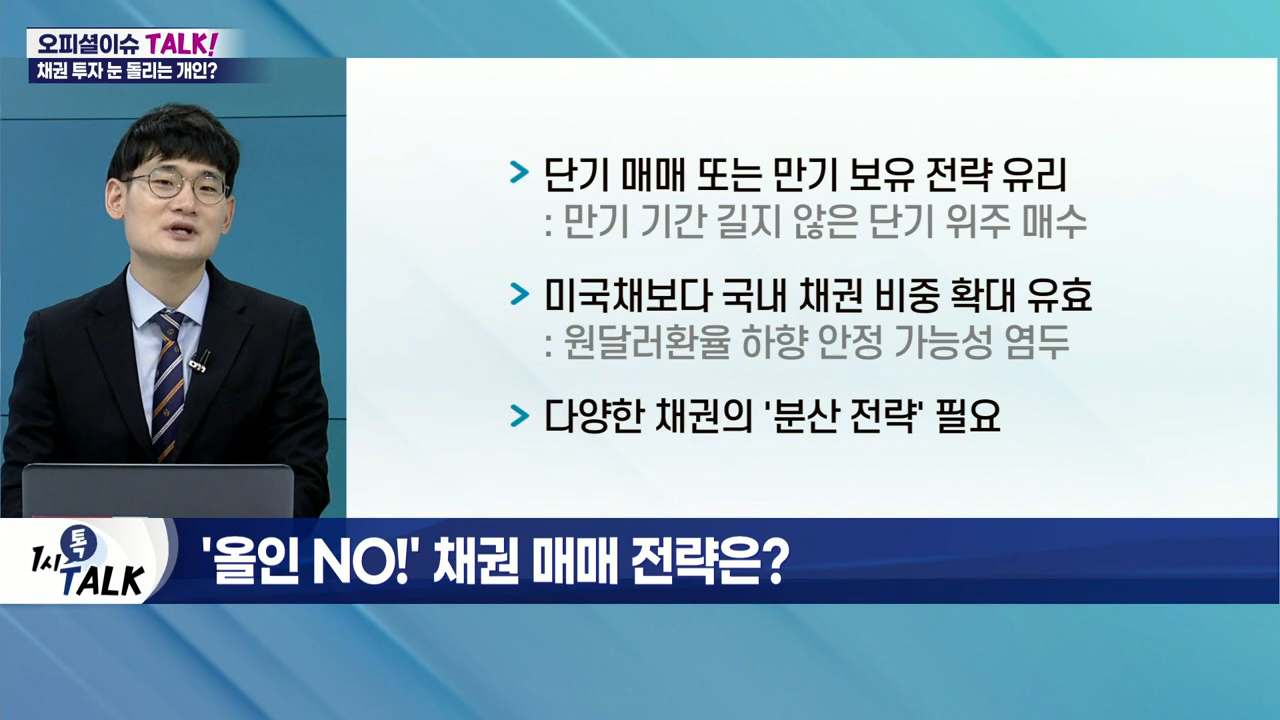 오피셜이슈 TALK!
채권 투자 눈 돌리는 개인?
> 단기 매매 또는 만기 보유 전략 유리
: 만기 기간 길지 않은 단기 위주 매수
> 미국채보다 국내 채권 비중 확대 유효
: 원달러환율 하향 안정 가능성 염두
> 다양한 채권의 '분산 전략' 필요
1시 톡 TALK
'올인 NO!' 채권 매매 전략은?